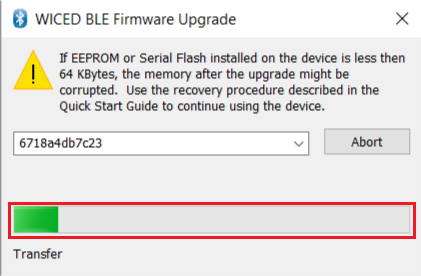 WICED BLE Firmware Upgrade
If EEPROM or Serial Flash installed on the device is less then
64 KBytes, the memory after the upgrade might be
corrupted.  Use the recovery procedure described in the
Quick Start Guide to continue using the device.
6718a4db7c23
Abort
Transfer